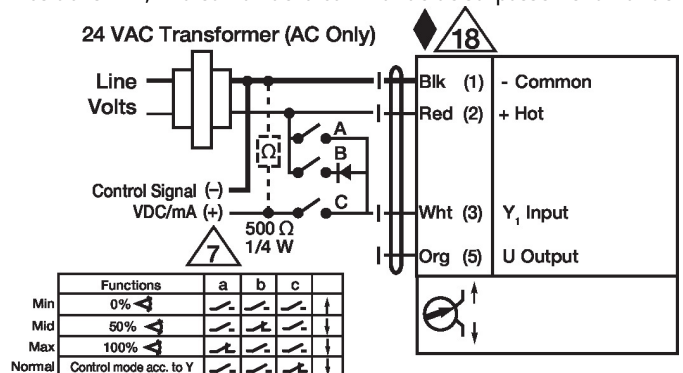 24 VAC Transformer (AC Only)
18
Line
Volts
Blk (1) - Common
Red (2) + Hot
A
Ω
B
Control Signal (–)
VDC/mA (+)
C
Wht (3) Y1 Input
500 Ω
1/4 W
7
Org (5) U Output
Functions a b c
Min 0%
Mid 50%
Max 100%
Normal Control mode acc. to Y